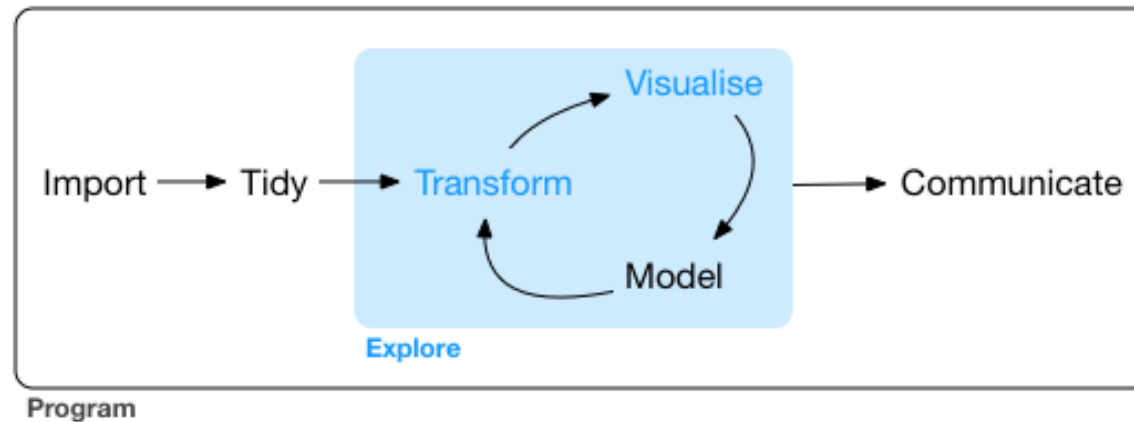 Visualise
Import
Tidy
Transform
Communicate
Model
Explore
Program